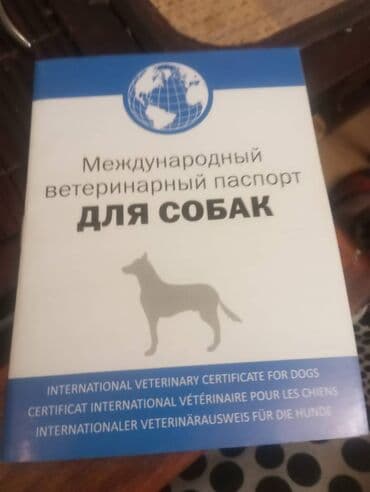 Международный
ветеринарный паспорт
ДЛЯ СОБАК
INTERNATIONAL VETERINARY CERTIFICATE FOR DOGS
CERTIFICAT INTERNATIONAL VÉTÉRINAIRE POUR LES CHIENS
INTERNATIONALER VETERINÄRAUSWEIS FÜR DIE HUNDE